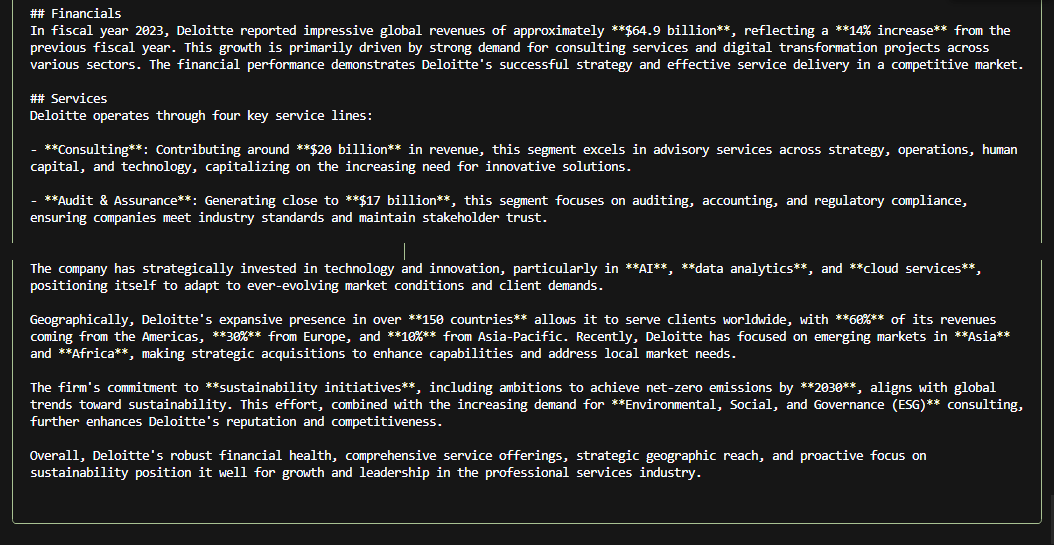 ## Financials
In fiscal year 2023, Deloitte reported impressive global revenues of approximately **$64.9 billion**, reflecting a **14% increase** from the
previous fiscal year. This growth is primarily driven by strong demand for consulting services and digital transformation projects across
various sectors. The financial performance demonstrates Deloitte's successful strategy and effective service delivery in a competitive market.
## Services
Deloitte operates through four key service lines:
- **Consulting**: Contributing around **$20 billion** in revenue, this segment excels in advisory services across strategy, operations, human
capital, and technology, capitalizing on the increasing need for innovative solutions.
- **Audit & Assurance**: Generating close to **$17 billion**, this segment focuses on auditing, accounting, and regulatory compliance,
ensuring companies meet industry standards and maintain stakeholder trust.
The company has strategically invested in technology and innovation, particularly in **AI**, **data analytics**, and **cloud services**,
positioning itself to adapt to ever-evolving market conditions and client demands.
Geographically, Deloitte's expansive presence in over **150 countries** allows it to serve clients worldwide, with **60%** of its revenues
coming from the Americas, **30%** from Europe, and **10%** from Asia-Pacific. Recently, Deloitte has focused on emerging markets in **Asia**
and **Africa**, making strategic acquisitions to enhance capabilities and address local market needs.
The firm's commitment to **sustainability initiatives**, including ambitions to achieve net-zero emissions by **2030**, aligns with global
trends toward sustainability. This effort, combined with the increasing demand for **Environmental, Social, and Governance (ESG)** consulting,
further enhances Deloitte's reputation and competitiveness.
Overall, Deloitte's robust financial health, comprehensive service offerings, strategic geographic reach, and proactive focus on
sustainability position it well for growth and leadership in the professional services industry.